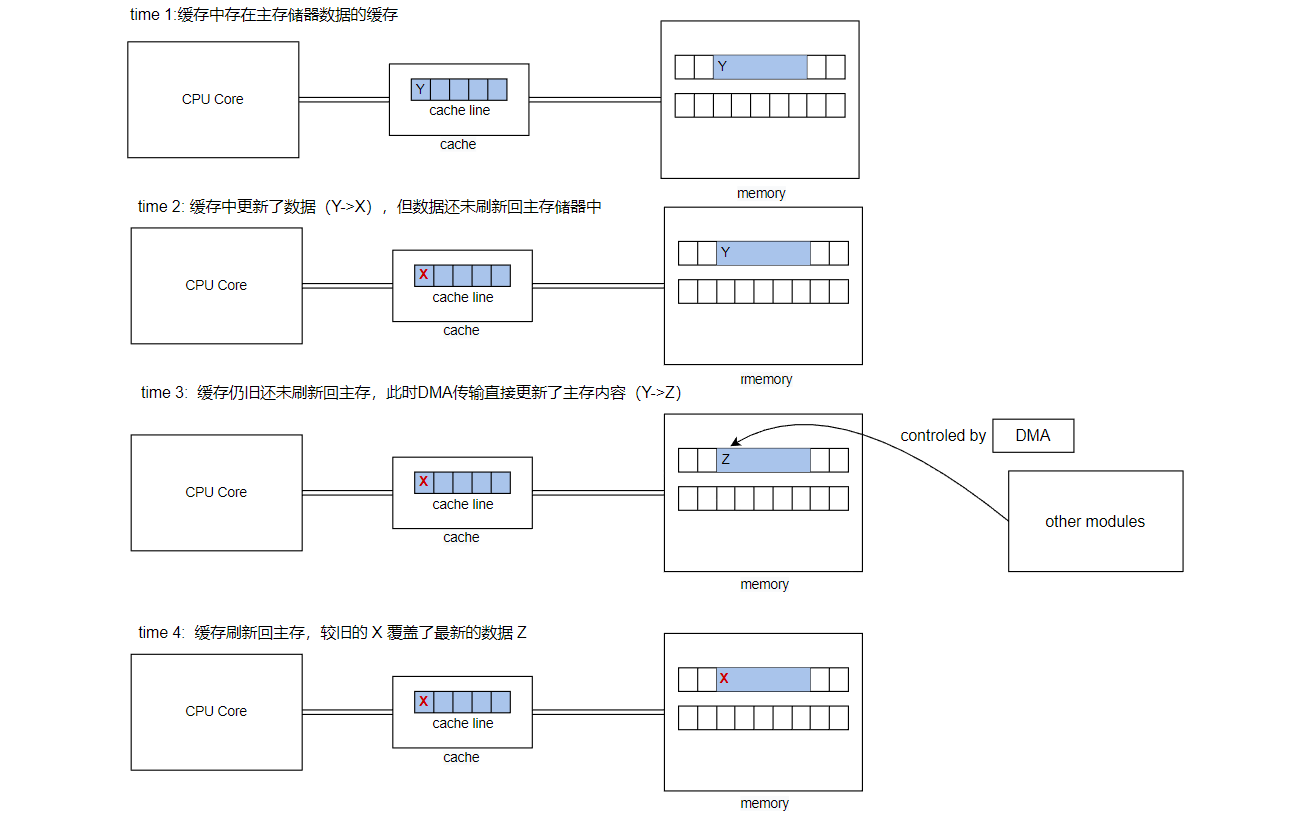 time 1:缓存中存在主存储器数据的缓存
CPU Core
Y
cache line
cache
Y
memory
time 2: 缓存中更新了数据（Y->X），但数据还未刷新回主存储器中
CPU Core
X
cache line
cache
Y
rmemory
time 3:  缓存仍旧还未刷新回主存，此时DMA传输直接更新了主存内容（Y->Z）
CPU Core
X
cache line
cache
Z
memory
controled by
DMA
other modules
time 4:  缓存刷新回主存，较旧的 X 覆盖了最新的数据 Z
CPU Core
X
cache line
cache
X
memory